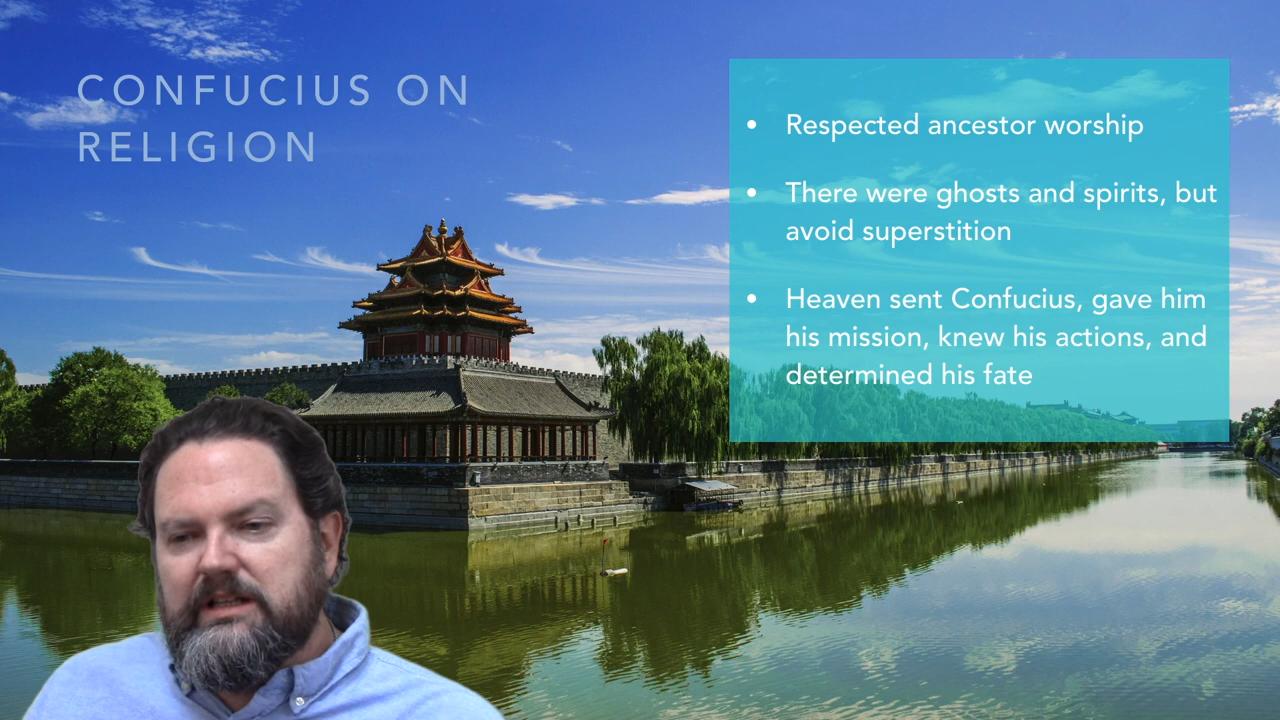 CONFUCIUS ON
RELIGION
• Respected ancestor worship
• There were ghosts and spirits, but
avoid superstition
• Heaven sent Confucius, gave him
his mission, knew his actions, and
determined his fate